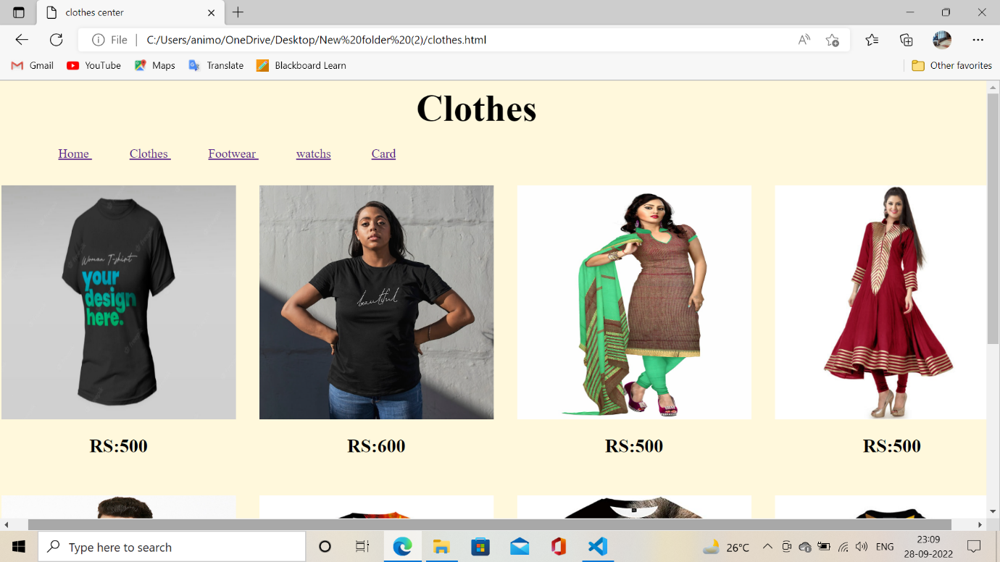 clothes center
File
C:/Users/animo/OneDrive/Desktop/New%20folder%20(2)/clothes.html
Gmail YouTube Maps Translate Blackboard Learn Other favorites
Clothes
Home Clothes Footwear watchs Card
Woman T-shirt
your
design
here.
beautiful
RS:500 RS:600 RS:500 RS:500
Type here to search
26°C
ENG
23:09
28-09-2022